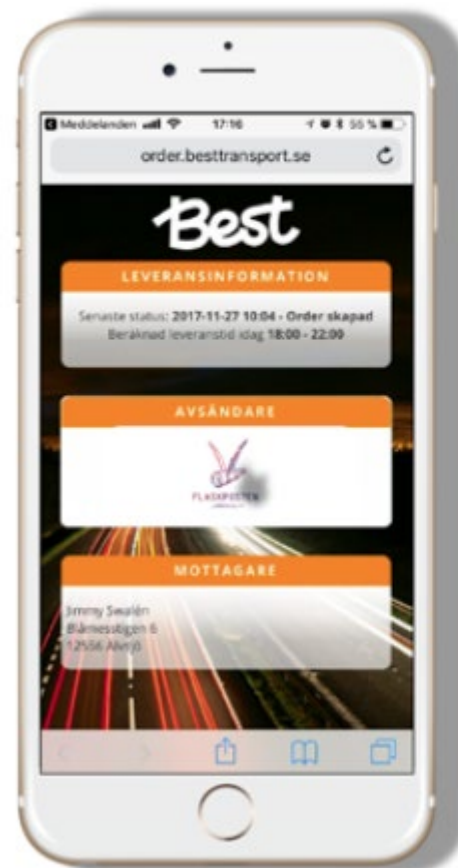 Meddelanden 17:16 55 %
order.besttransport.se
Best
LEVERANSINFORMATION
Senaste status: 2017-11-27 10:04 - Order skapad
Beräknad leveranstid idag 18:00 - 22:00
AVSÄNDARE
FLASKPOSTEN
MOTTAGARE
Jimmy Swalén
Blåmesstigen 6
12556 Älvsjö